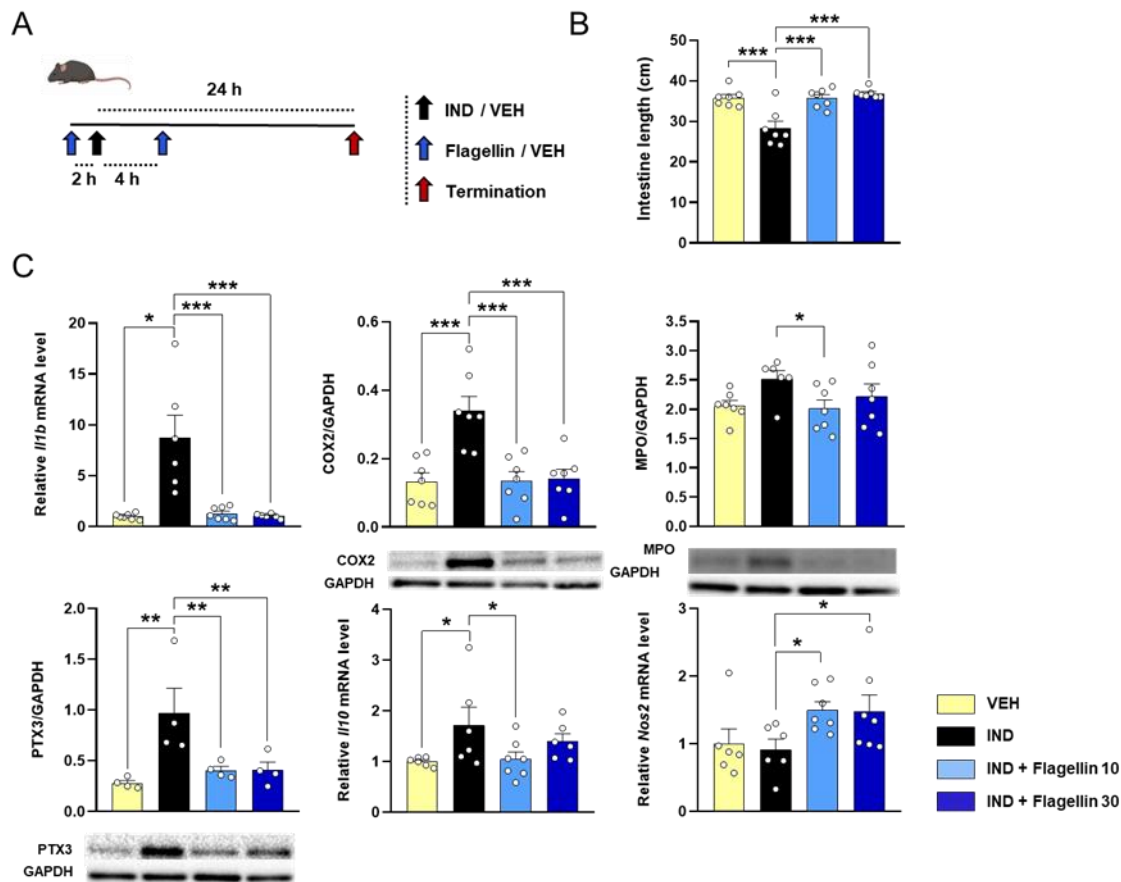 A
24 h
2 h
4 h
IND / VEH
Flagellin / VEH
Termination
B
Intestine length (cm)
50
40
30
20
10
0
***
***
***
C
Relative Il1b mRNA level
20
15
10
5
0
*
***
***
COX2/GAPDH
0.6
0.4
0.2
0.0
***
***
***
COX2
GAPDH
MPO/GAPDH
3.5
3.0
2.5
2.0
1.5
1.0
0.5
0.0
*
MPO
GAPDH
PTX3/GAPDH
2.0
1.5
1.0
0.5
0.0
**
**
**
PTX3
GAPDH
Relative Il10 mRNA level
4
3
2
1
0
*
*
Relative Nos2 mRNA level
3
2
1
0
*
*
VEH
IND
IND + Flagellin 10
IND + Flagellin 30